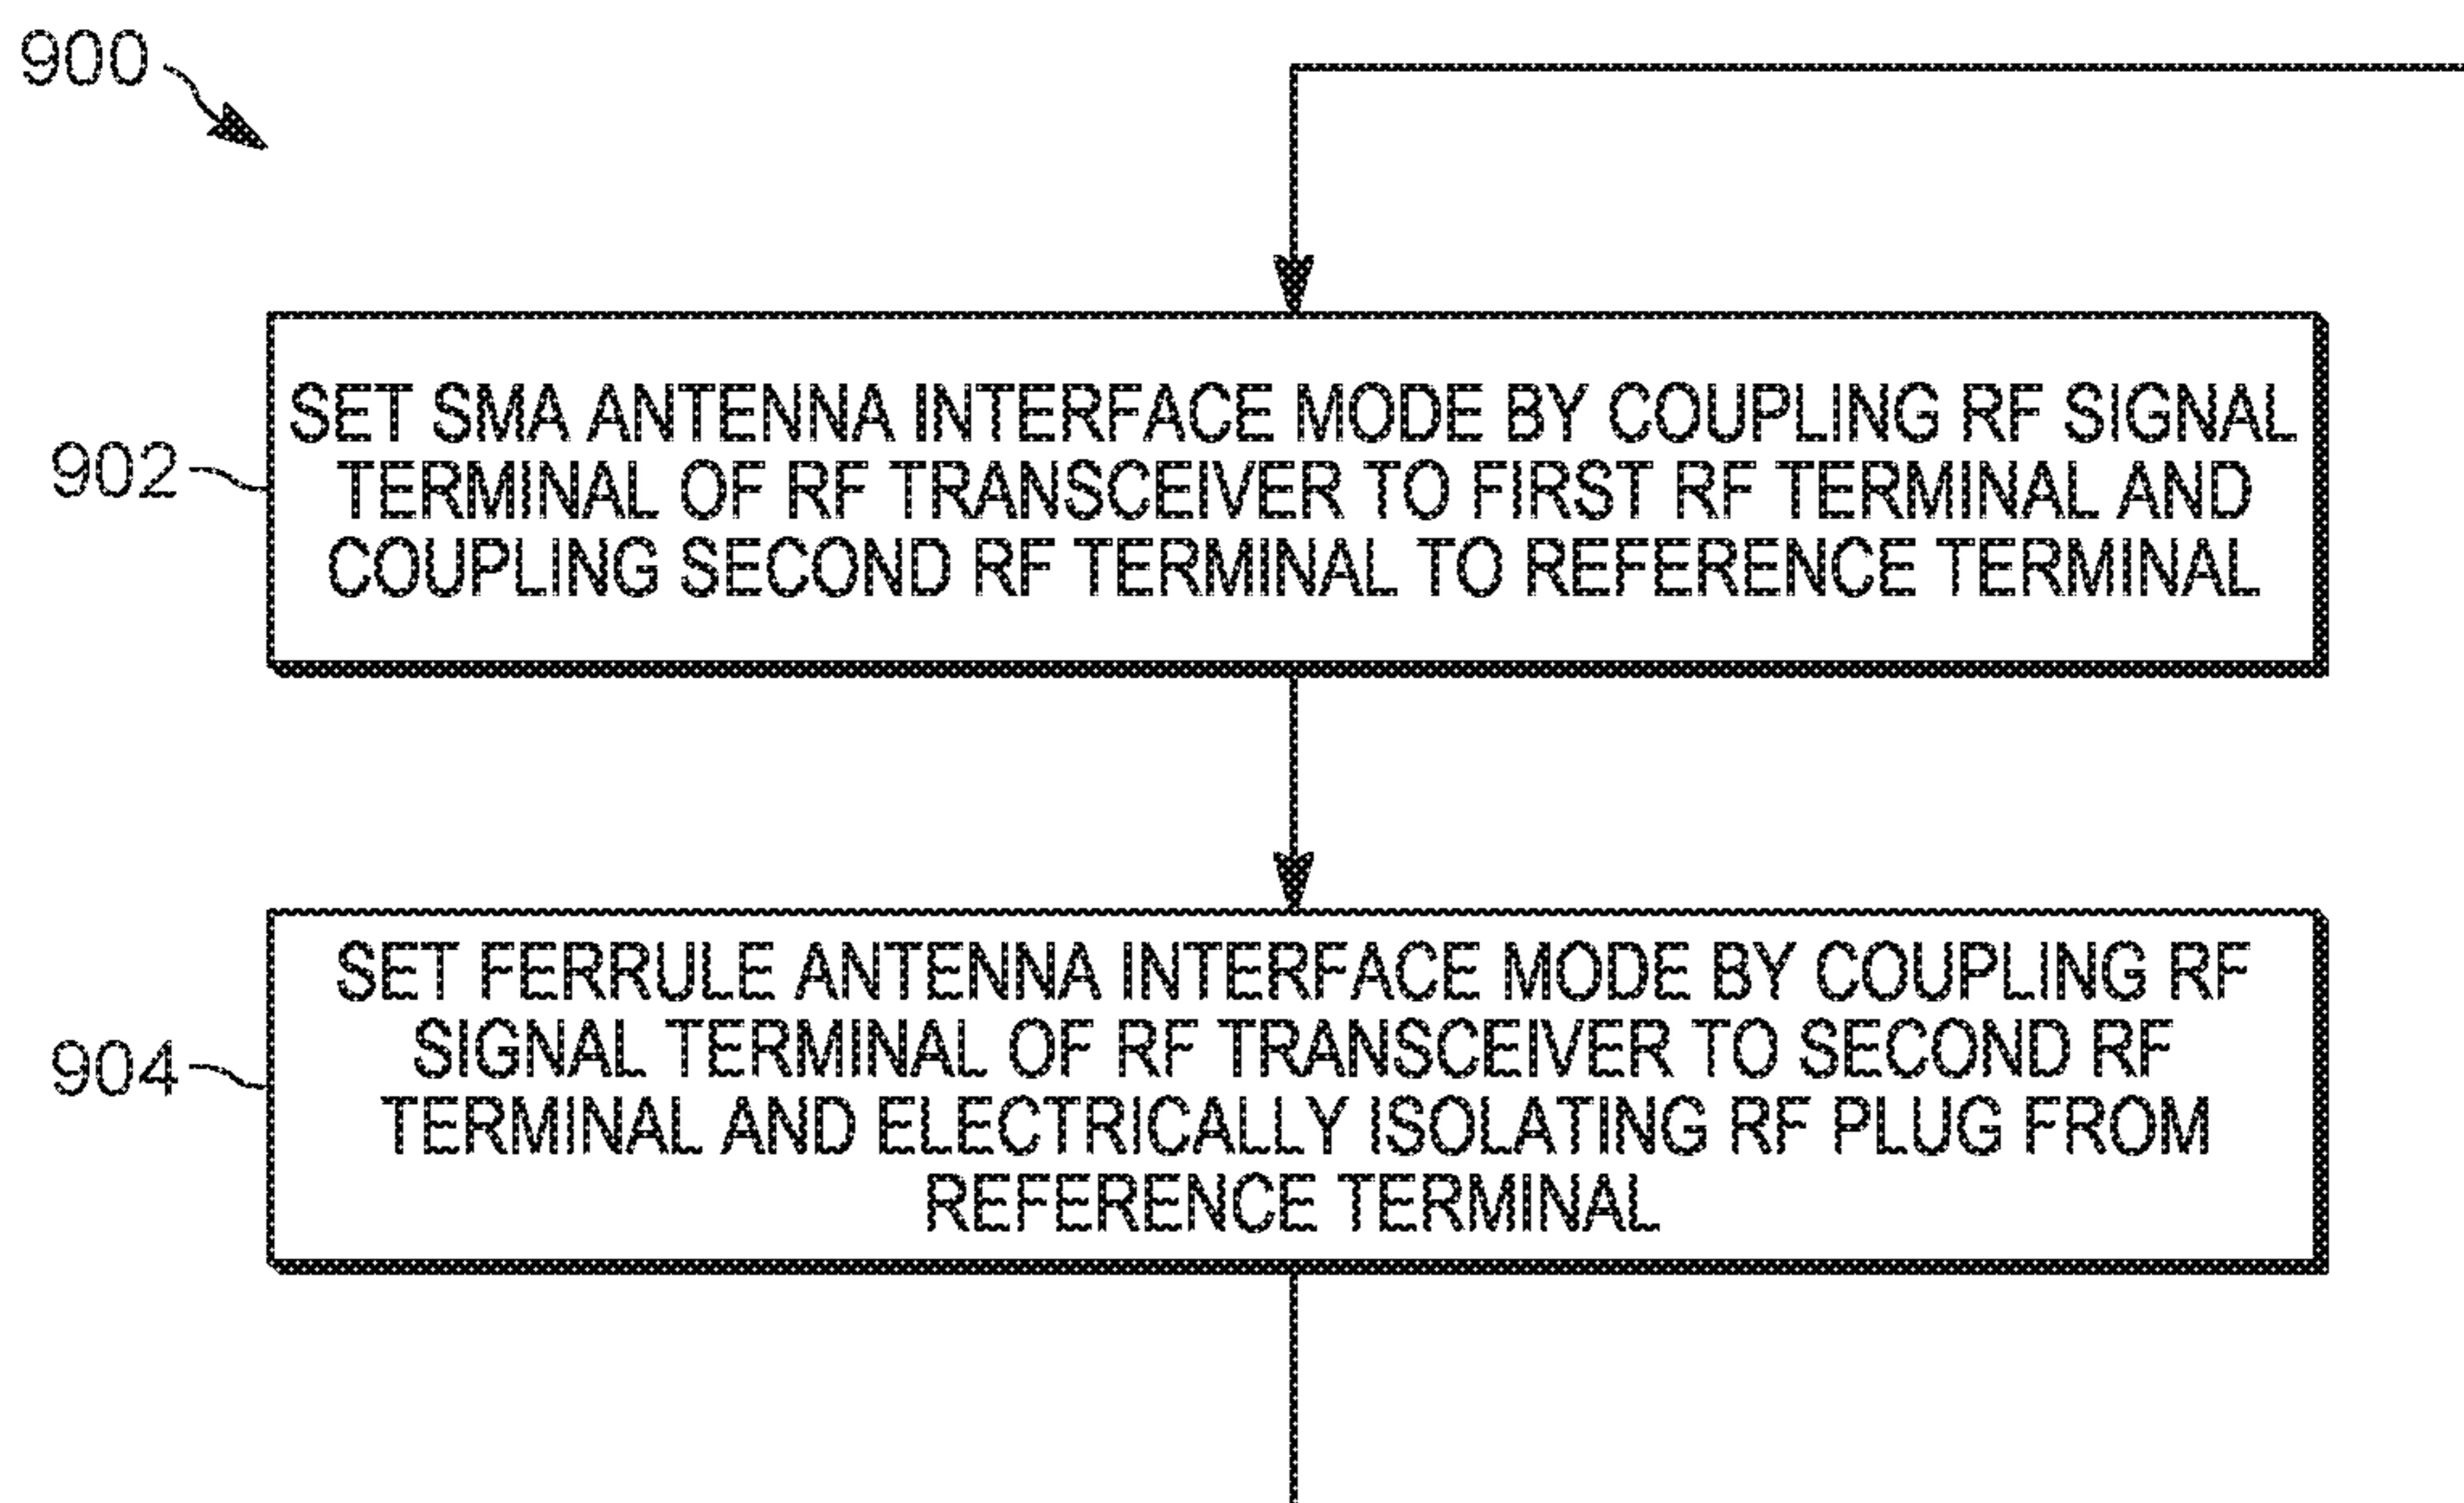 900
902
SET SMA ANTENNA INTERFACE MODE BY COUPLING RF SIGNAL
TERMINAL OF RF TRANSCEIVER TO FIRST RF TERMINAL AND
COUPLING SECOND RF TERMINAL TO REFERENCE TERMINAL
904
SET FERRULE ANTENNA INTERFACE MODE BY COUPLING RF
SIGNAL TERMINAL OF RF TRANSCEIVER TO SECOND RF
TERMINAL AND ELECTRICALLY ISOLATING RF PLUG FROM
REFERENCE TERMINAL